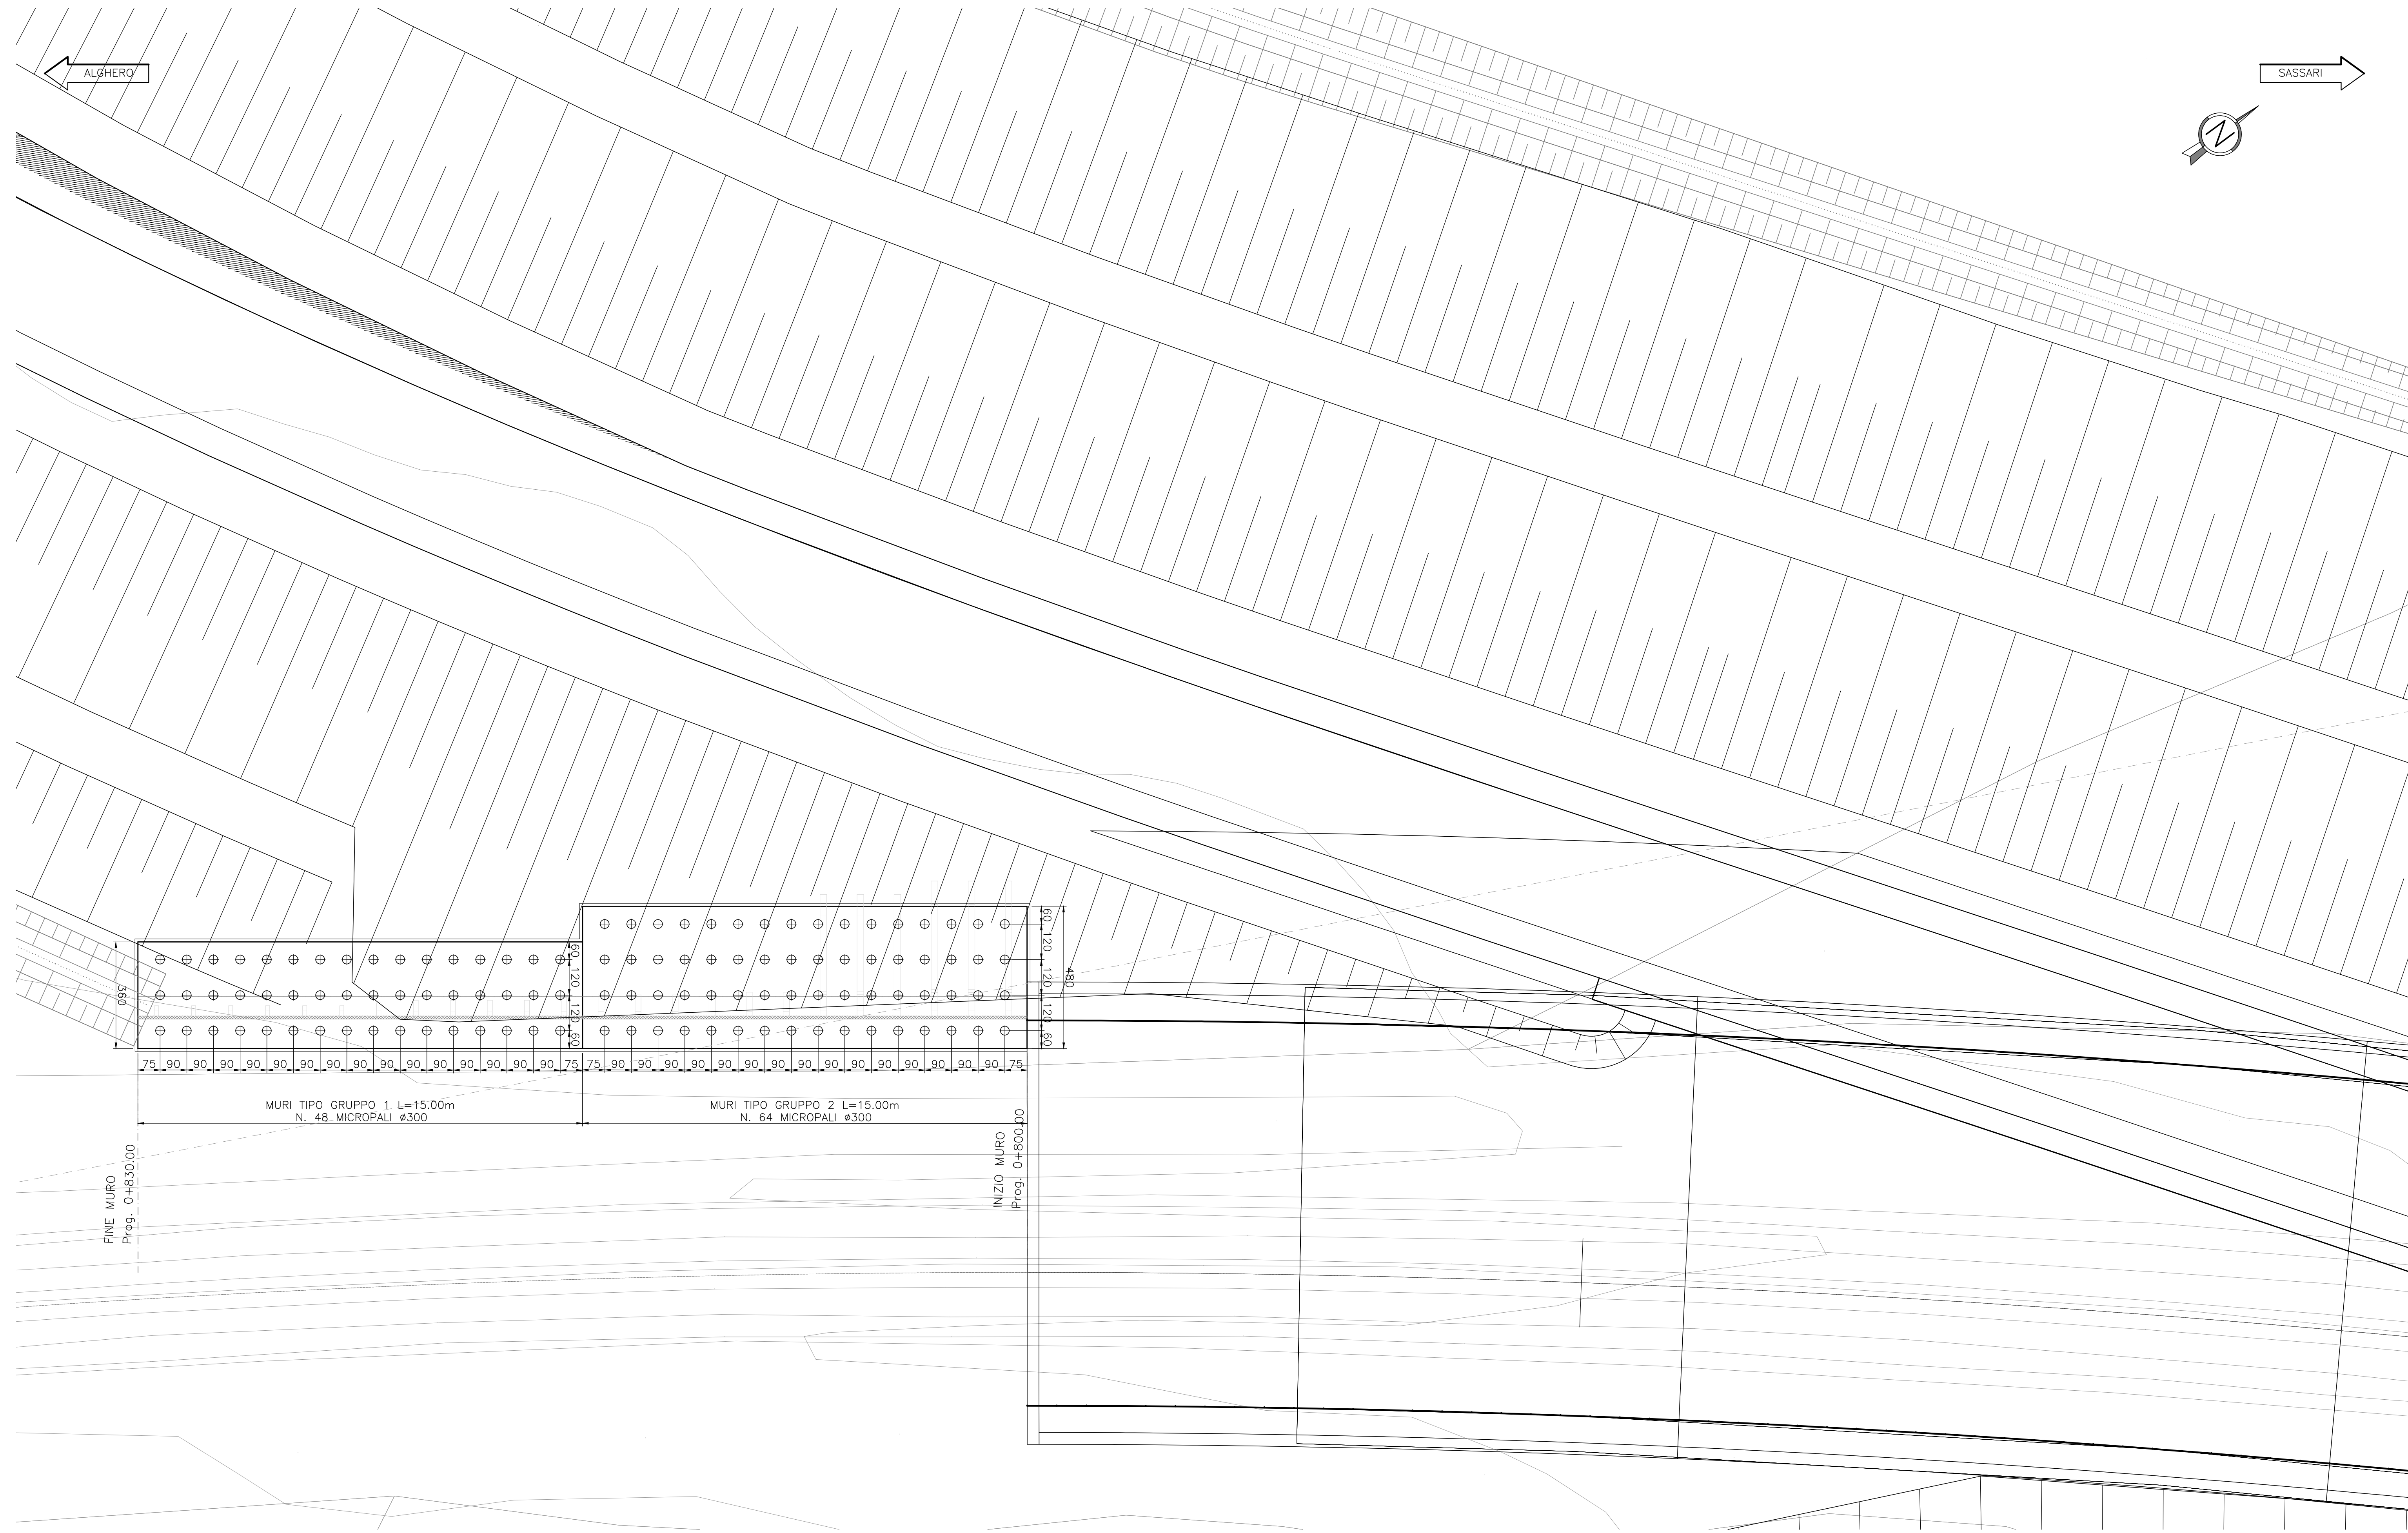 ALGHERO
SASSARI
N
60
120
120
120
60
480
60
120
120
60
360
75 90 90 90 90 90 90 90 90 90 90 90 90 90 90 90 75
75 90 90 90 90 90 90 90 90 90 90 90 90 90 90 90 75
MURI TIPO GRUPPO 1 L=15.00m
N. 48 MICROPALI ø300
MURI TIPO GRUPPO 2 L=15.00m
N. 64 MICROPALI ø300
FINE MURO
Prog. 0+830.00
INIZIO MURO
Prog. 0+800.00